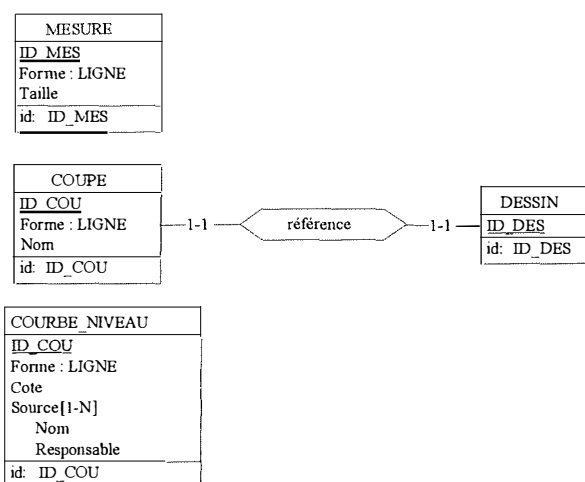 MESURE
ID_MES
Forme : LIGNE
Taille
id: ID_MES
COUPE
ID_COU
Forme : LIGNE
Nom
id: ID_COU
1-1
référence
1-1
DESSIN
ID_DES
id: ID_DES
COURBE_NIVEAU
ID_COU
Forme : LIGNE
Cote
Source[1-N]
Nom
Responsable
id: ID_COU